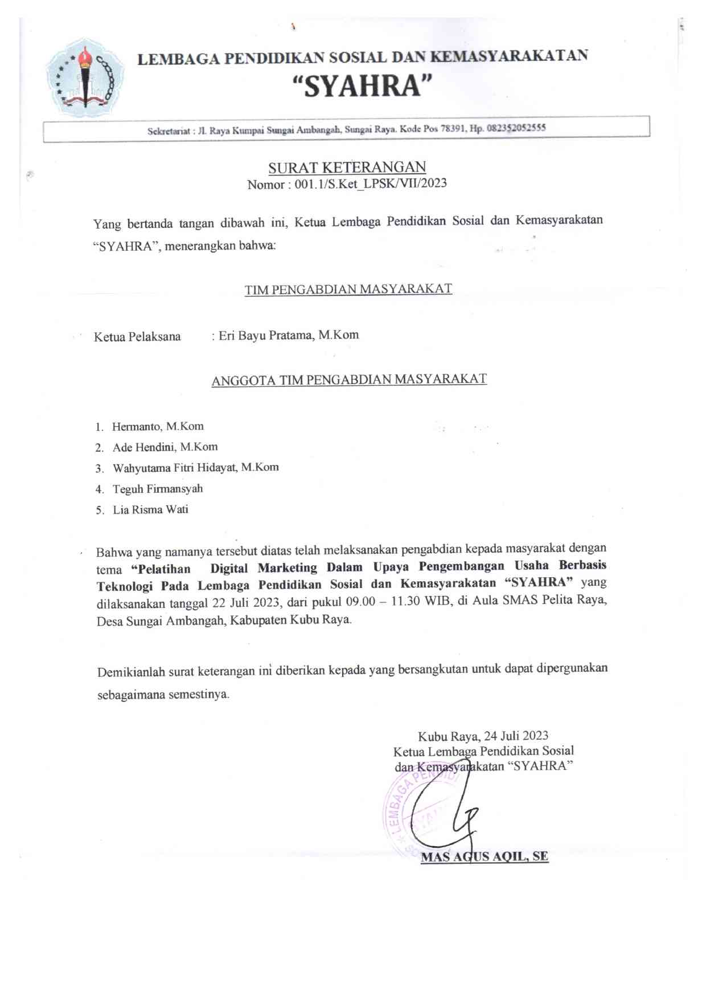 LEMBAGA PENDIDIKAN SOSIAL DAN KEMASYARAKATAN
“SYAHRA”
Sekretariat : Jl. Raya Kumpai Sungai Ambangah, Sungai Raya. Kode Pos 78391, Hp. 082352052555
SURAT KETERANGAN
Nomor : 001.1/S.Ket_LPSK/VII/2023
Yang bertanda tangan dibawah ini, Ketua Lembaga Pendidikan Sosial dan Kemasyarakatan
“SYAHRA”, menerangkan bahwa:
TIM PENGABDIAN MASYARAKAT
Ketua Pelaksana : Eri Bayu Pratama, M.Kom
ANGGOTA TIM PENGABDIAN MASYARAKAT
1. Hermanto, M.Kom
2. Ade Hendini, M.Kom
3. Wahyutama Fitri Hidayat, M.Kom
4. Teguh Firmansyah
5. Lia Risma Wati
Bahwa yang namanya tersebut diatas telah melaksanakan pengabdian kepada masyarakat dengan
tema “Pelatihan Digital Marketing Dalam Upaya Pengembangan Usaha Berbasis
Teknologi Pada Lembaga Pendidikan Sosial dan Kemasyarakatan “SYAHRA” yang
dilaksanakan tanggal 22 Juli 2023, dari pukul 09.00 – 11.30 WIB, di Aula SMAS Pelita Raya,
Desa Sungai Ambangah, Kabupaten Kubu Raya.
Demikianlah surat keterangan ini diberikan kepada yang bersangkutan untuk dapat dipergunakan
sebagaimana semestinya.
Kubu Raya, 24 Juli 2023
Ketua Lembaga Pendidikan Sosial
dan Kemasyarakatan “SYAHRA”
LEMBAGA PENDIDI
MAS AGUS AQIL, SE